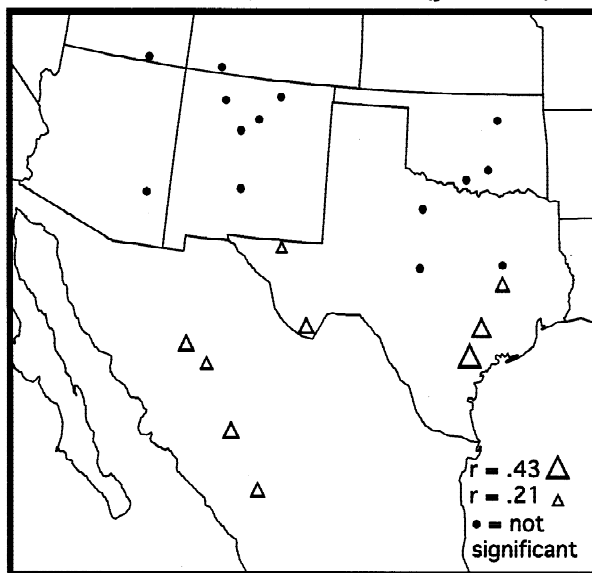 r = .43
r = .21
• = not
significant